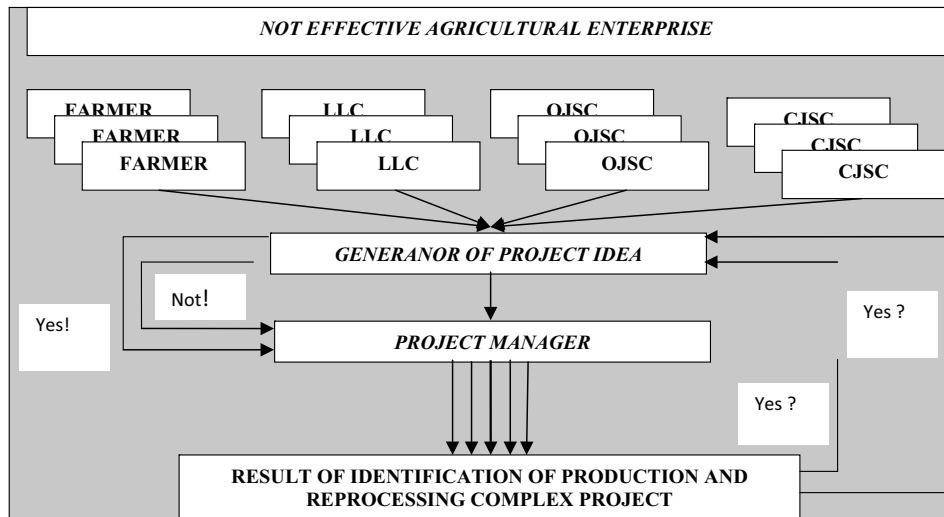 NOT EFFECTIVE AGRICULTURAL ENTERPRISE
FARMER
FARMER
FARMER
LLC
LLC
LLC
OJSC
OJSC
OJSC
CJSC
CJSC
CJSC
GENERANOR OF PROJECT IDEA
Not!
Yes!
Yes ?
PROJECT MANAGER
Yes ?
RESULT OF IDENTIFICATION OF PRODUCTION AND
REPROCESSING COMPLEX PROJECT